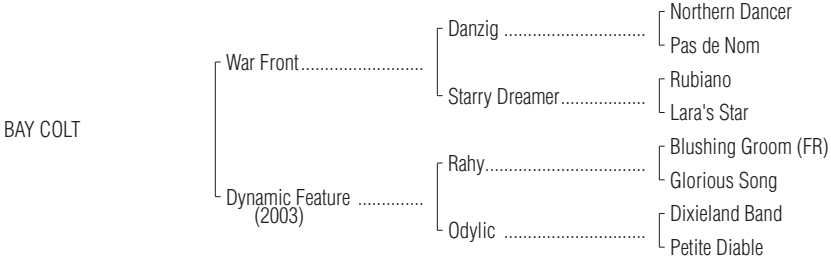 Northern Dancer
Danzig ..............................
Pas de Nom
War Front.........................
Rubiano
Starry Dreamer..................
Lara's Star
BAY COLT
Blushing Groom (FR)
Rahy..................................
Glorious Song
Dynamic Feature ..............
(2003)
Dixieland Band
Odylic ..............................
Petite Diable